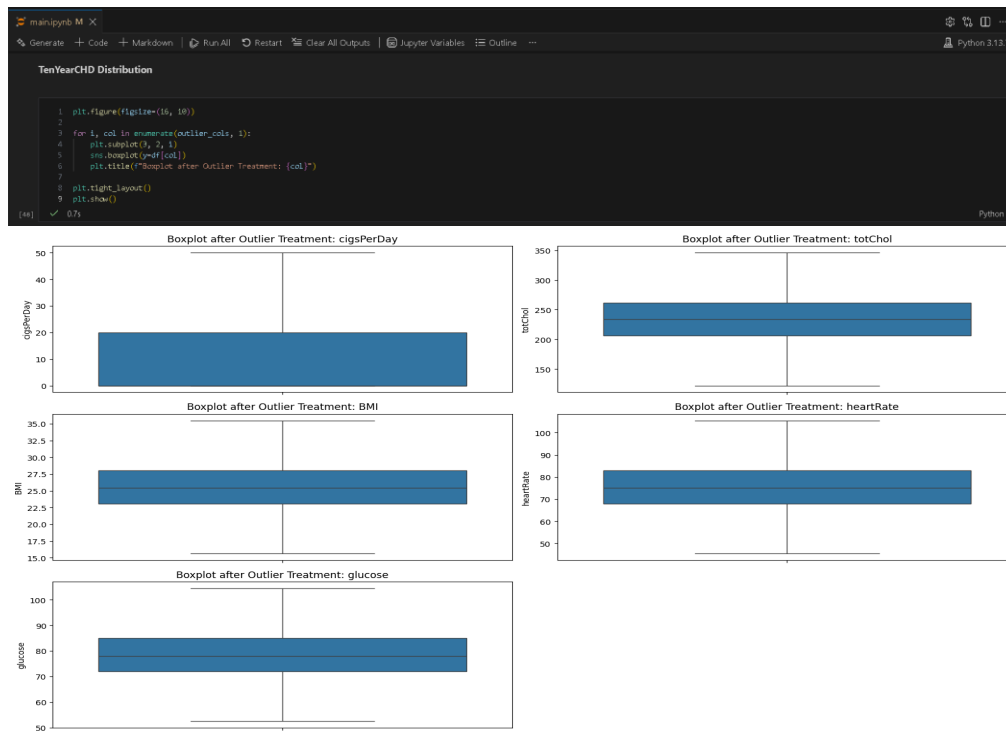 main.ipynb M
Generate + Code + Markdown | Run All Restart Clear All Outputs | Jupyter Variables Outline ...
Python 3.13.
TenYearCHD Distribution
1 plt.figure(figsize=(16, 10))
2
3 for i, col in enumerate(outlier_cols, 1):
4 plt.subplot(3, 2, i)
5 sns.boxplot(y=df[col])
6 plt.title(f"Boxplot after Outlier Treatment: {col}")
7
8 plt.tight_layout()
9 plt.show()
[48] ✓ 0.7s
Python
Boxplot after Outlier Treatment: cigsPerDay
50
40
30
20
10
0
cigsPerDay
Boxplot after Outlier Treatment: totChol
350
300
250
200
150
totChol
Boxplot after Outlier Treatment: BMI
35.0
32.5
30.0
27.5
25.0
22.5
20.0
17.5
15.0
BMI
Boxplot after Outlier Treatment: heartRate
100
90
80
70
60
50
heartRate
Boxplot after Outlier Treatment: glucose
100
90
80
70
60
50
glucose